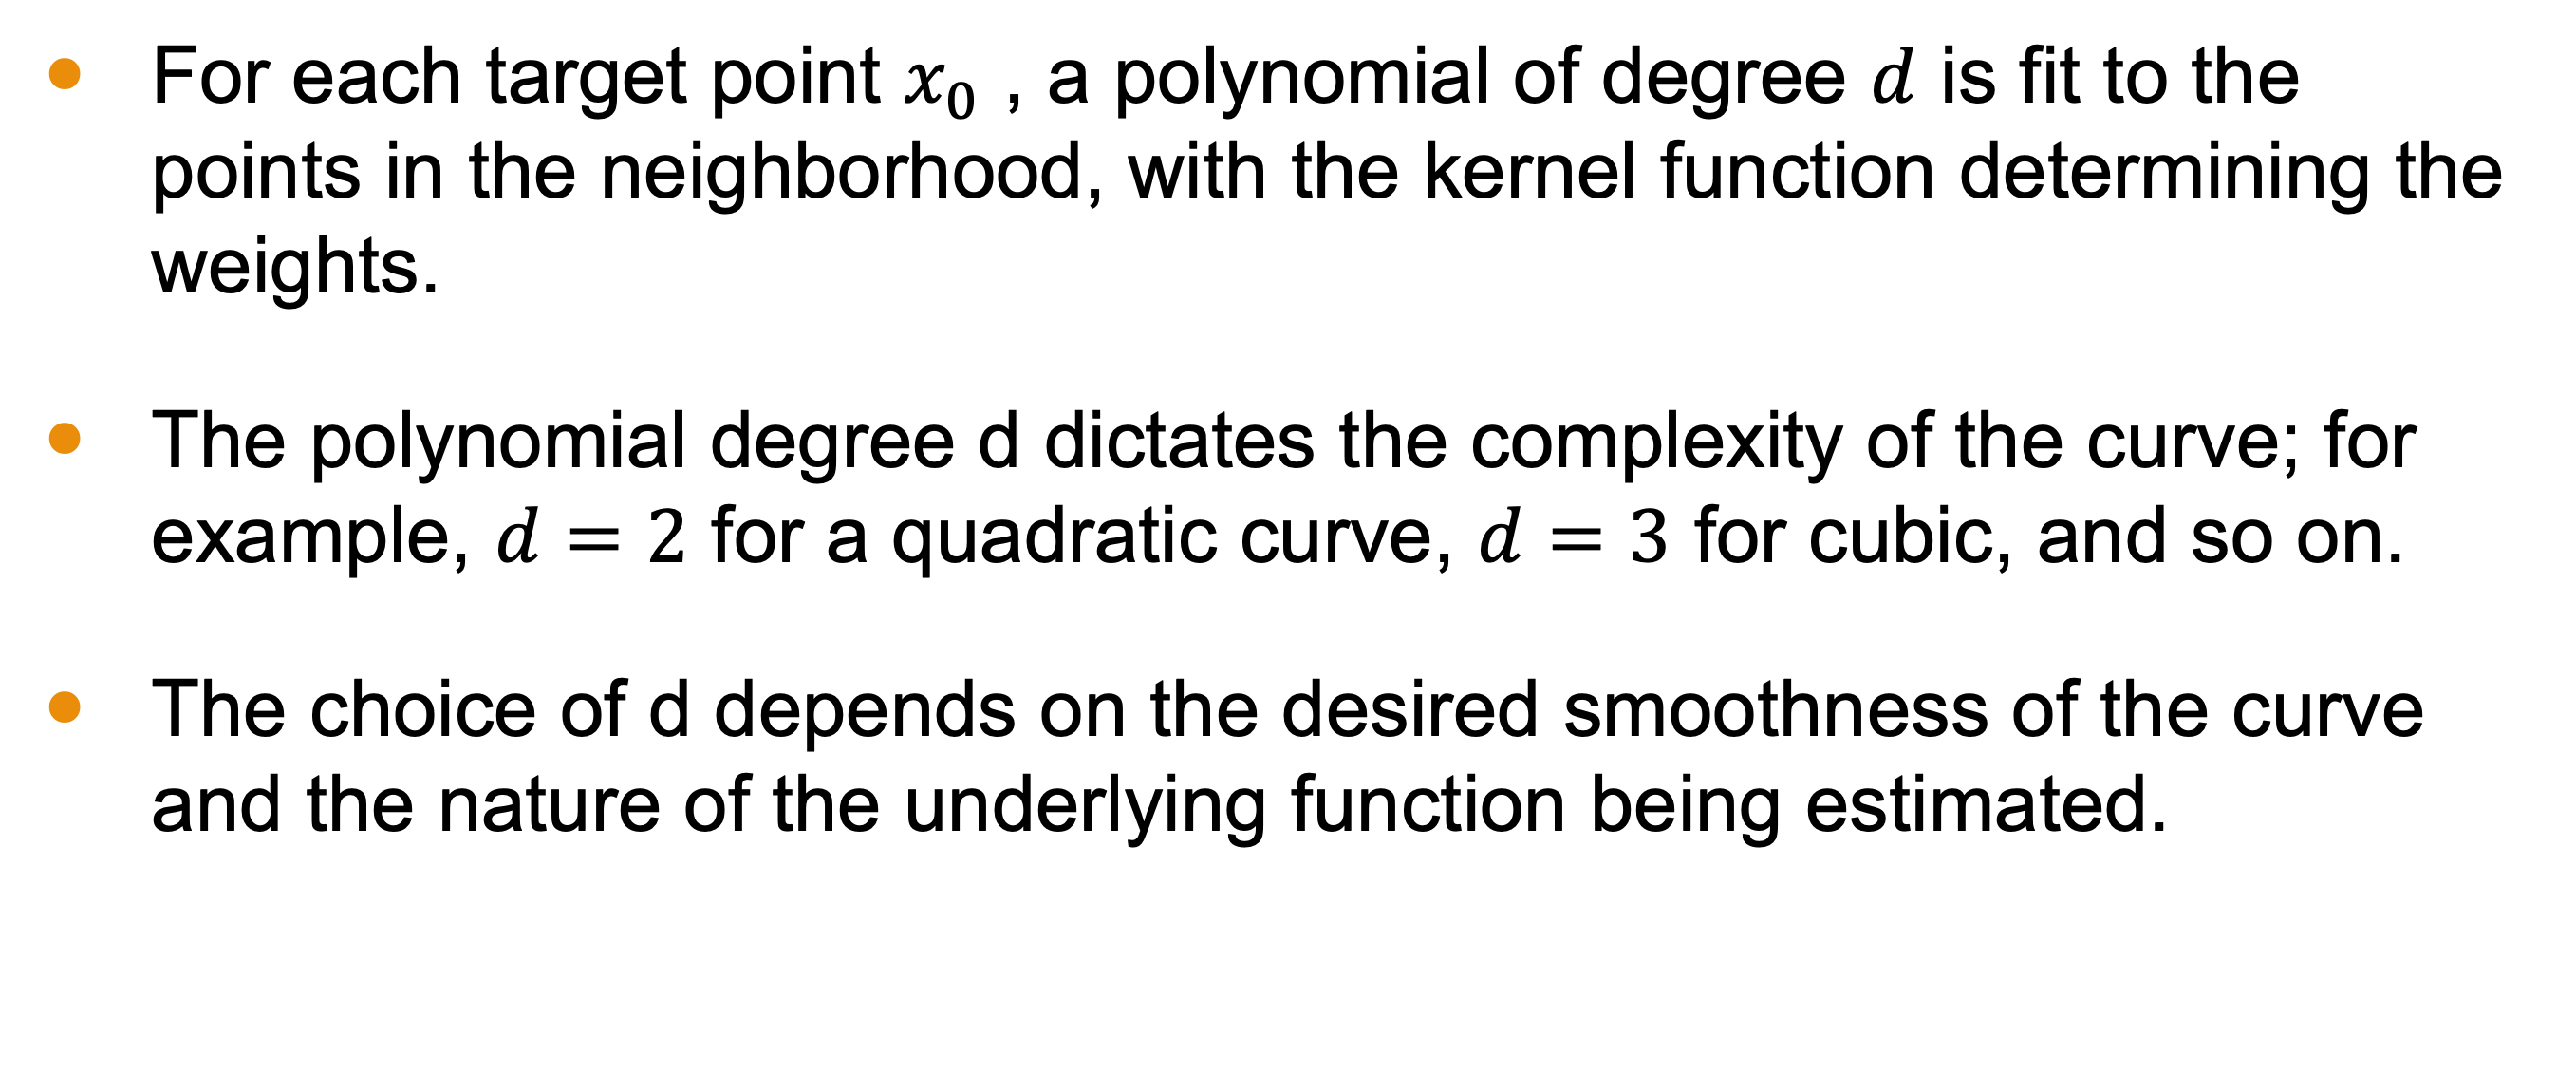 • For each target point x₀ , a polynomial of degree d is fit to the
points in the neighborhood, with the kernel function determining the
weights.
• The polynomial degree d dictates the complexity of the curve; for
example, d = 2 for a quadratic curve, d = 3 for cubic, and so on.
• The choice of d depends on the desired smoothness of the curve
and the nature of the underlying function being estimated.